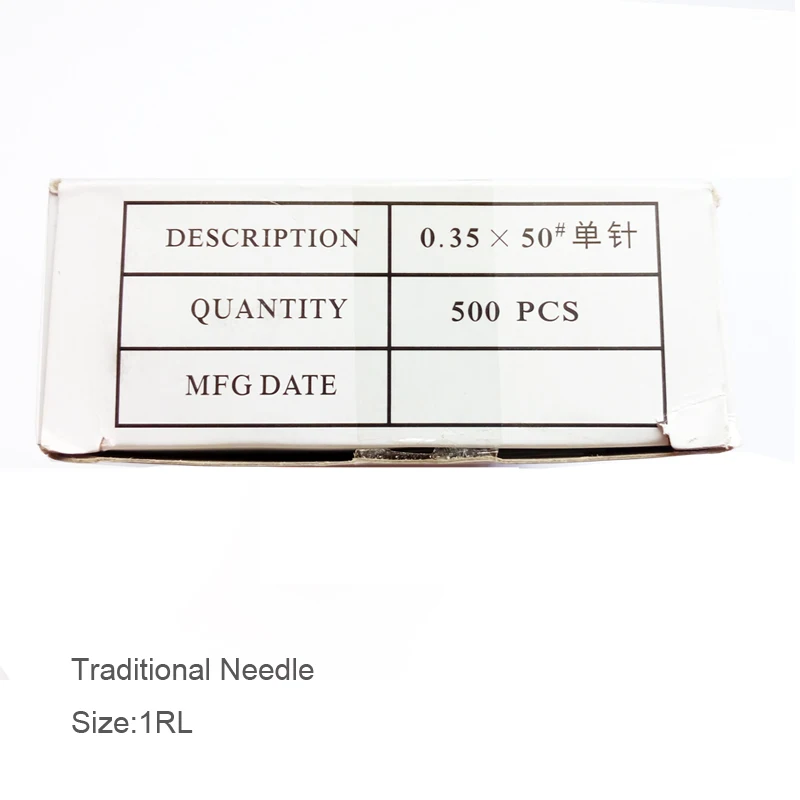 DESCRIPTION 0.35 × 50# 单针
QUANTITY 500 PCS
MFG DATE
Traditional Needle
Size:1RL